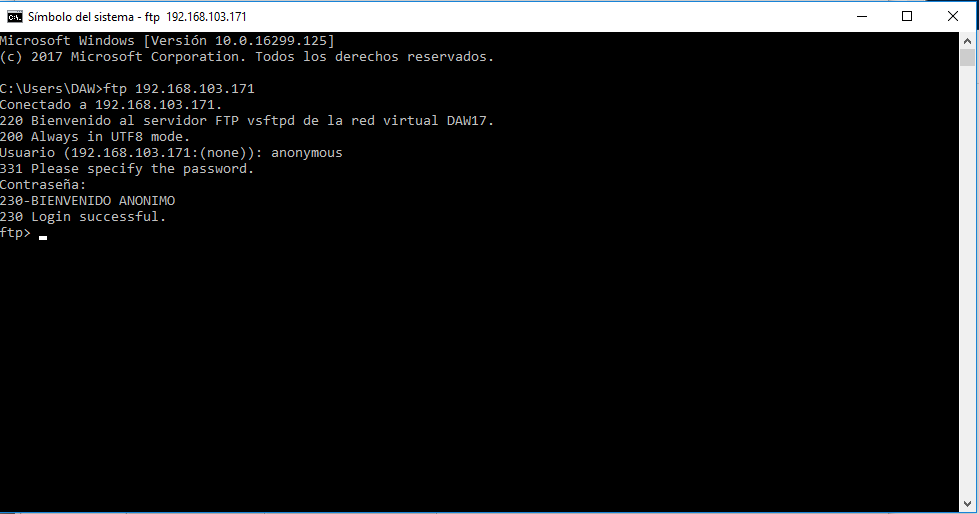 Símbolo del sistema - ftp 192.168.103.171
Microsoft Windows [Versión 10.0.16299.125]
(c) 2017 Microsoft Corporation. Todos los derechos reservados.
C:\Users\DAW>ftp 192.168.103.171
Conectado a 192.168.103.171.
220 Bienvenido al servidor FTP vsftpd de la red virtual DAW17.
200 Always in UTF8 mode.
Usuario (192.168.103.171:(none)): anonymous
331 Please specify the password.
Contraseña:
230-BIENVENIDO ANONIMO
230 Login successful.
ftp>